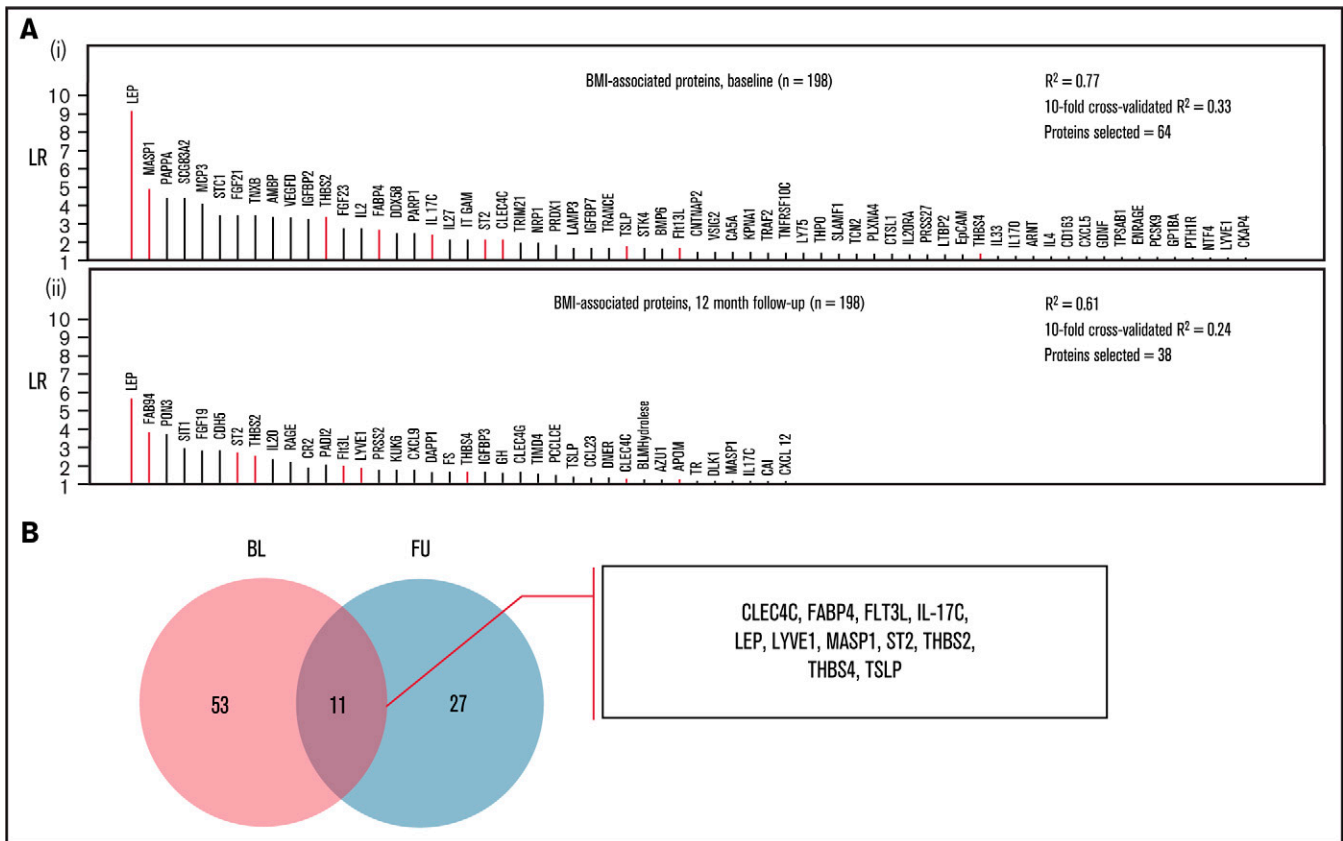 A
(i)
BMI-associated proteins, baseline (n = 198)
R² = 0.77
10-fold cross-validated R² = 0.33
Proteins selected = 64
LR
10
9
8
7
6
5
4
3
2
1
LEP
MASP1
PAPPA
SCGB3A2
MCP3
STC1
FGF21
TNXB
AMBP
VEGFD
IGFBP2
THBS2
FGF23
IL2
FABP4
DDX58
PARP1
IL 17C
IL27
IT GAM
ST2
CLEC4C
TRIM21
NRP1
PRDX1
LAMP3
IGFBP7
TRANCE
TSLP
STK4
BMP6
Flt13L
CNTNAP2
VSIG2
CA5A
KPNA1
TRAF2
TNFRSF10C
LY75
THPO
SLAMF1
TCN2
PLXNA4
CTSL1
IL20RA
PRSS27
LTBP2
EpCAM
THBS4
IL33
IL17D
ARNT
IL4
CD163
CXCL5
GDNF
TPSAB1
ENRAGE
PCSK9
GP1BA
PTH1R
NTF4
LYVE1
CKAP4
(ii)
BMI-associated proteins, 12 month follow-up (n = 198)
R² = 0.61
10-fold cross-validated R² = 0.24
Proteins selected = 38
LR
10
9
8
7
6
5
4
3
2
1
LEP
FAB94
PON3
SIT1
FGF19
CDH5
ST2
THBS2
IL20
RAGE
CR2
PADI2
Flt3L
LYVE1
PRSS2
KUK6
CXCL9
DAPP1
FS
THBS4
IGFBP3
GH
CLEC4G
TIND4
PCCLCE
TSLP
CCL23
DNER
CLEC4C
BLMHydrolese
AZU1
APOM
TR
DLK1
MASP1
IL17C
CAI
CXCL 12
B
BL
FU
53
11
27
CLEC4C, FABP4, FLT3L, IL-17C,
LEP, LYVE1, MASP1, ST2, THBS2,
THBS4, TSLP